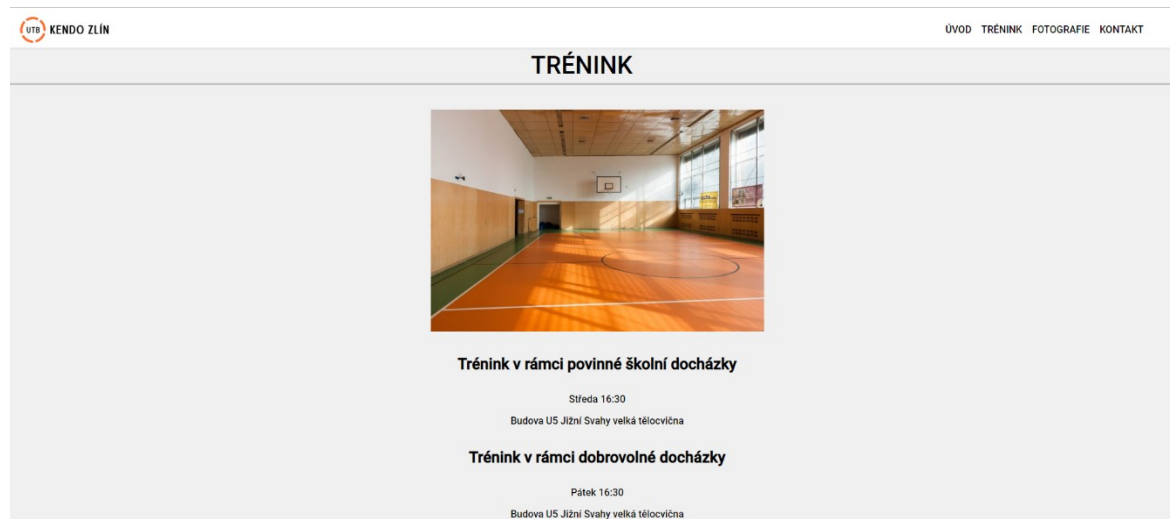 UTB KENDO ZLÍN
ÚVOD TRÉNINK FOTOGRAFIE KONTAKT
TRÉNINK
Trénink v rámci povinné školní docházky
Středa 16:30
Budova U5 Jižní Svahy velká tělocvična
Trénink v rámci dobrovolné docházky
Pátek 16:30
Budova U5 Jižní Svahy velká tělocvična